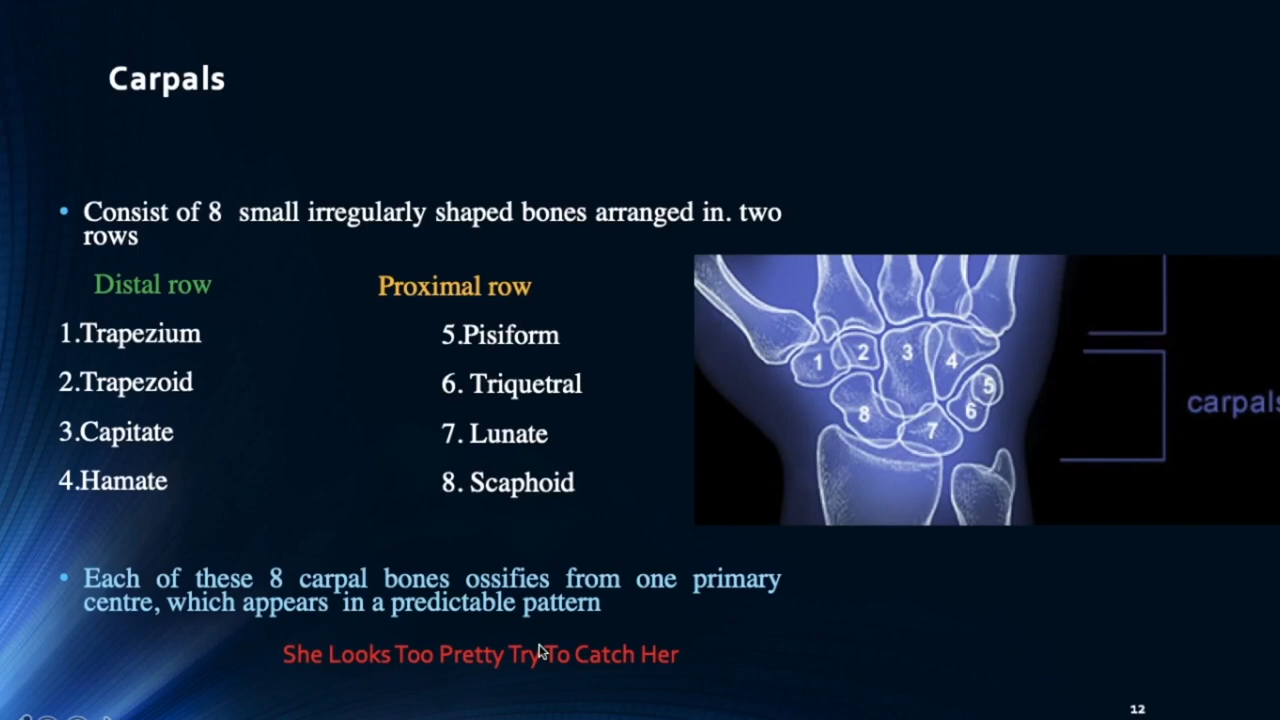 Carpals
• Consist of 8 small irregularly shaped bones arranged in. two
rows
Distal row
Proximal row
1.Trapezium
5.Pisiform
2.Trapezoid
6. Triquetral
3.Capitate
7. Lunate
4.Hamate
8. Scaphoid
1 2 3 4
5
6
8
7
carpals
• Each of these 8 carpal bones ossifies from one primary
centre, which appears in a predictable pattern
She Looks Too Pretty Try To Catch Her
12